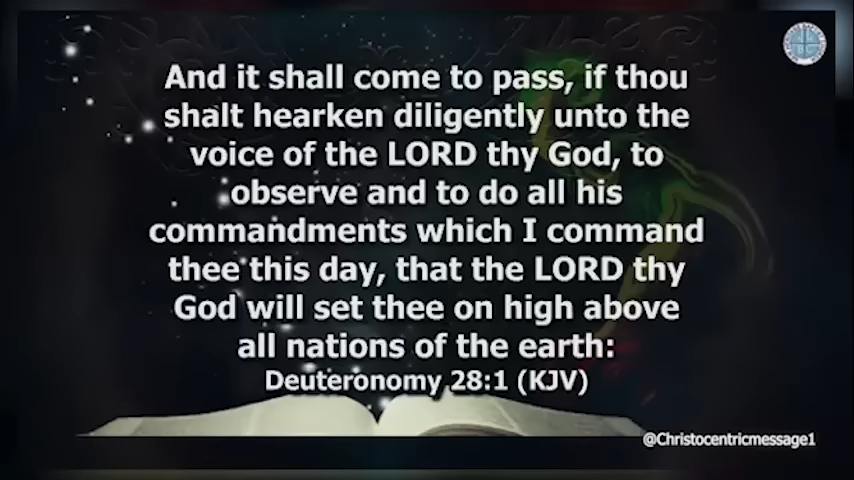 And it shall come to pass, if thou
shalt hearken diligently unto the
voice of the LORD thy God, to
observe and to do all his
commandments which I command
thee this day, that the LORD thy
God will set thee on high above
all nations of the earth:
Deuteronomy 28:1 (KJV)
@Christocentricmessage1